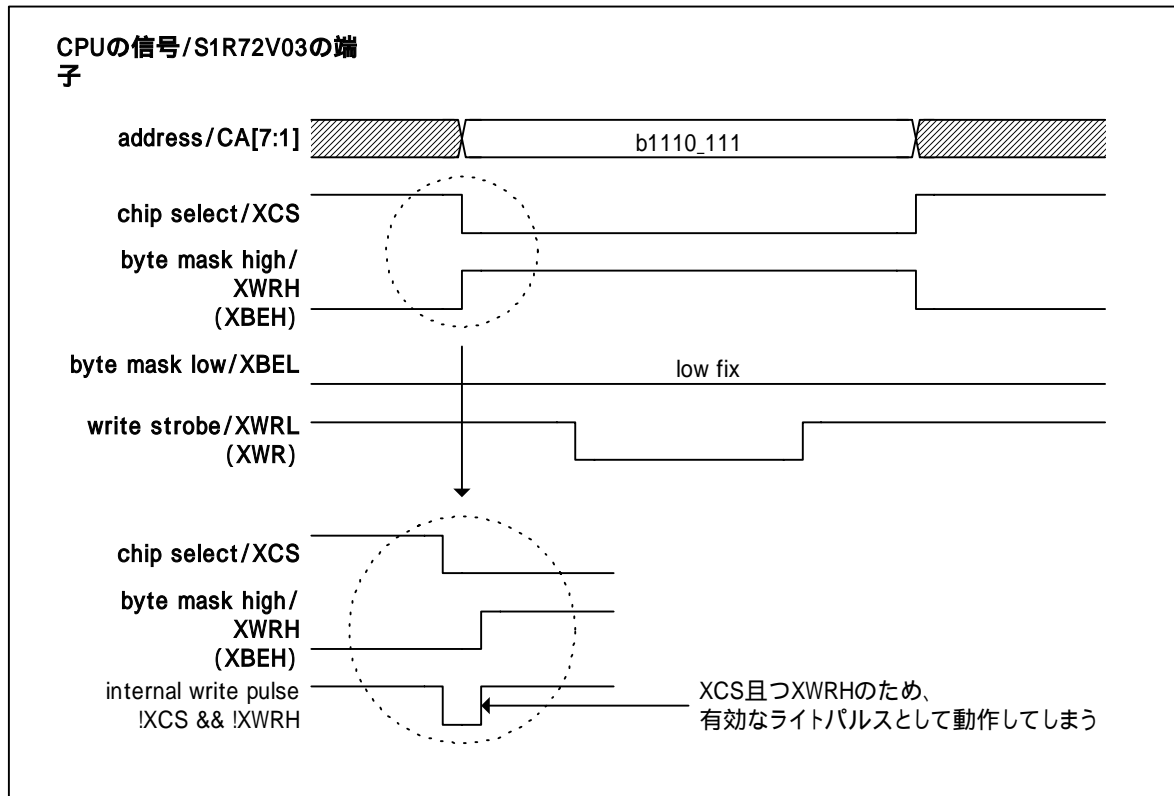 CPUの信号/S1R72V03の端
子
address/CA[7:1]
b1110_111
chip select/XCS
byte mask high/
XWRH
(XBEH)
byte mask low/XBEL
low fix
write strobe/XWRL
(XWR)
chip select/XCS
byte mask high/
XWRH
(XBEH)
internal write pulse
!XCS && !XWRH
XCS且つXWRHのため、
有効なライトパルスとして動作してしまう